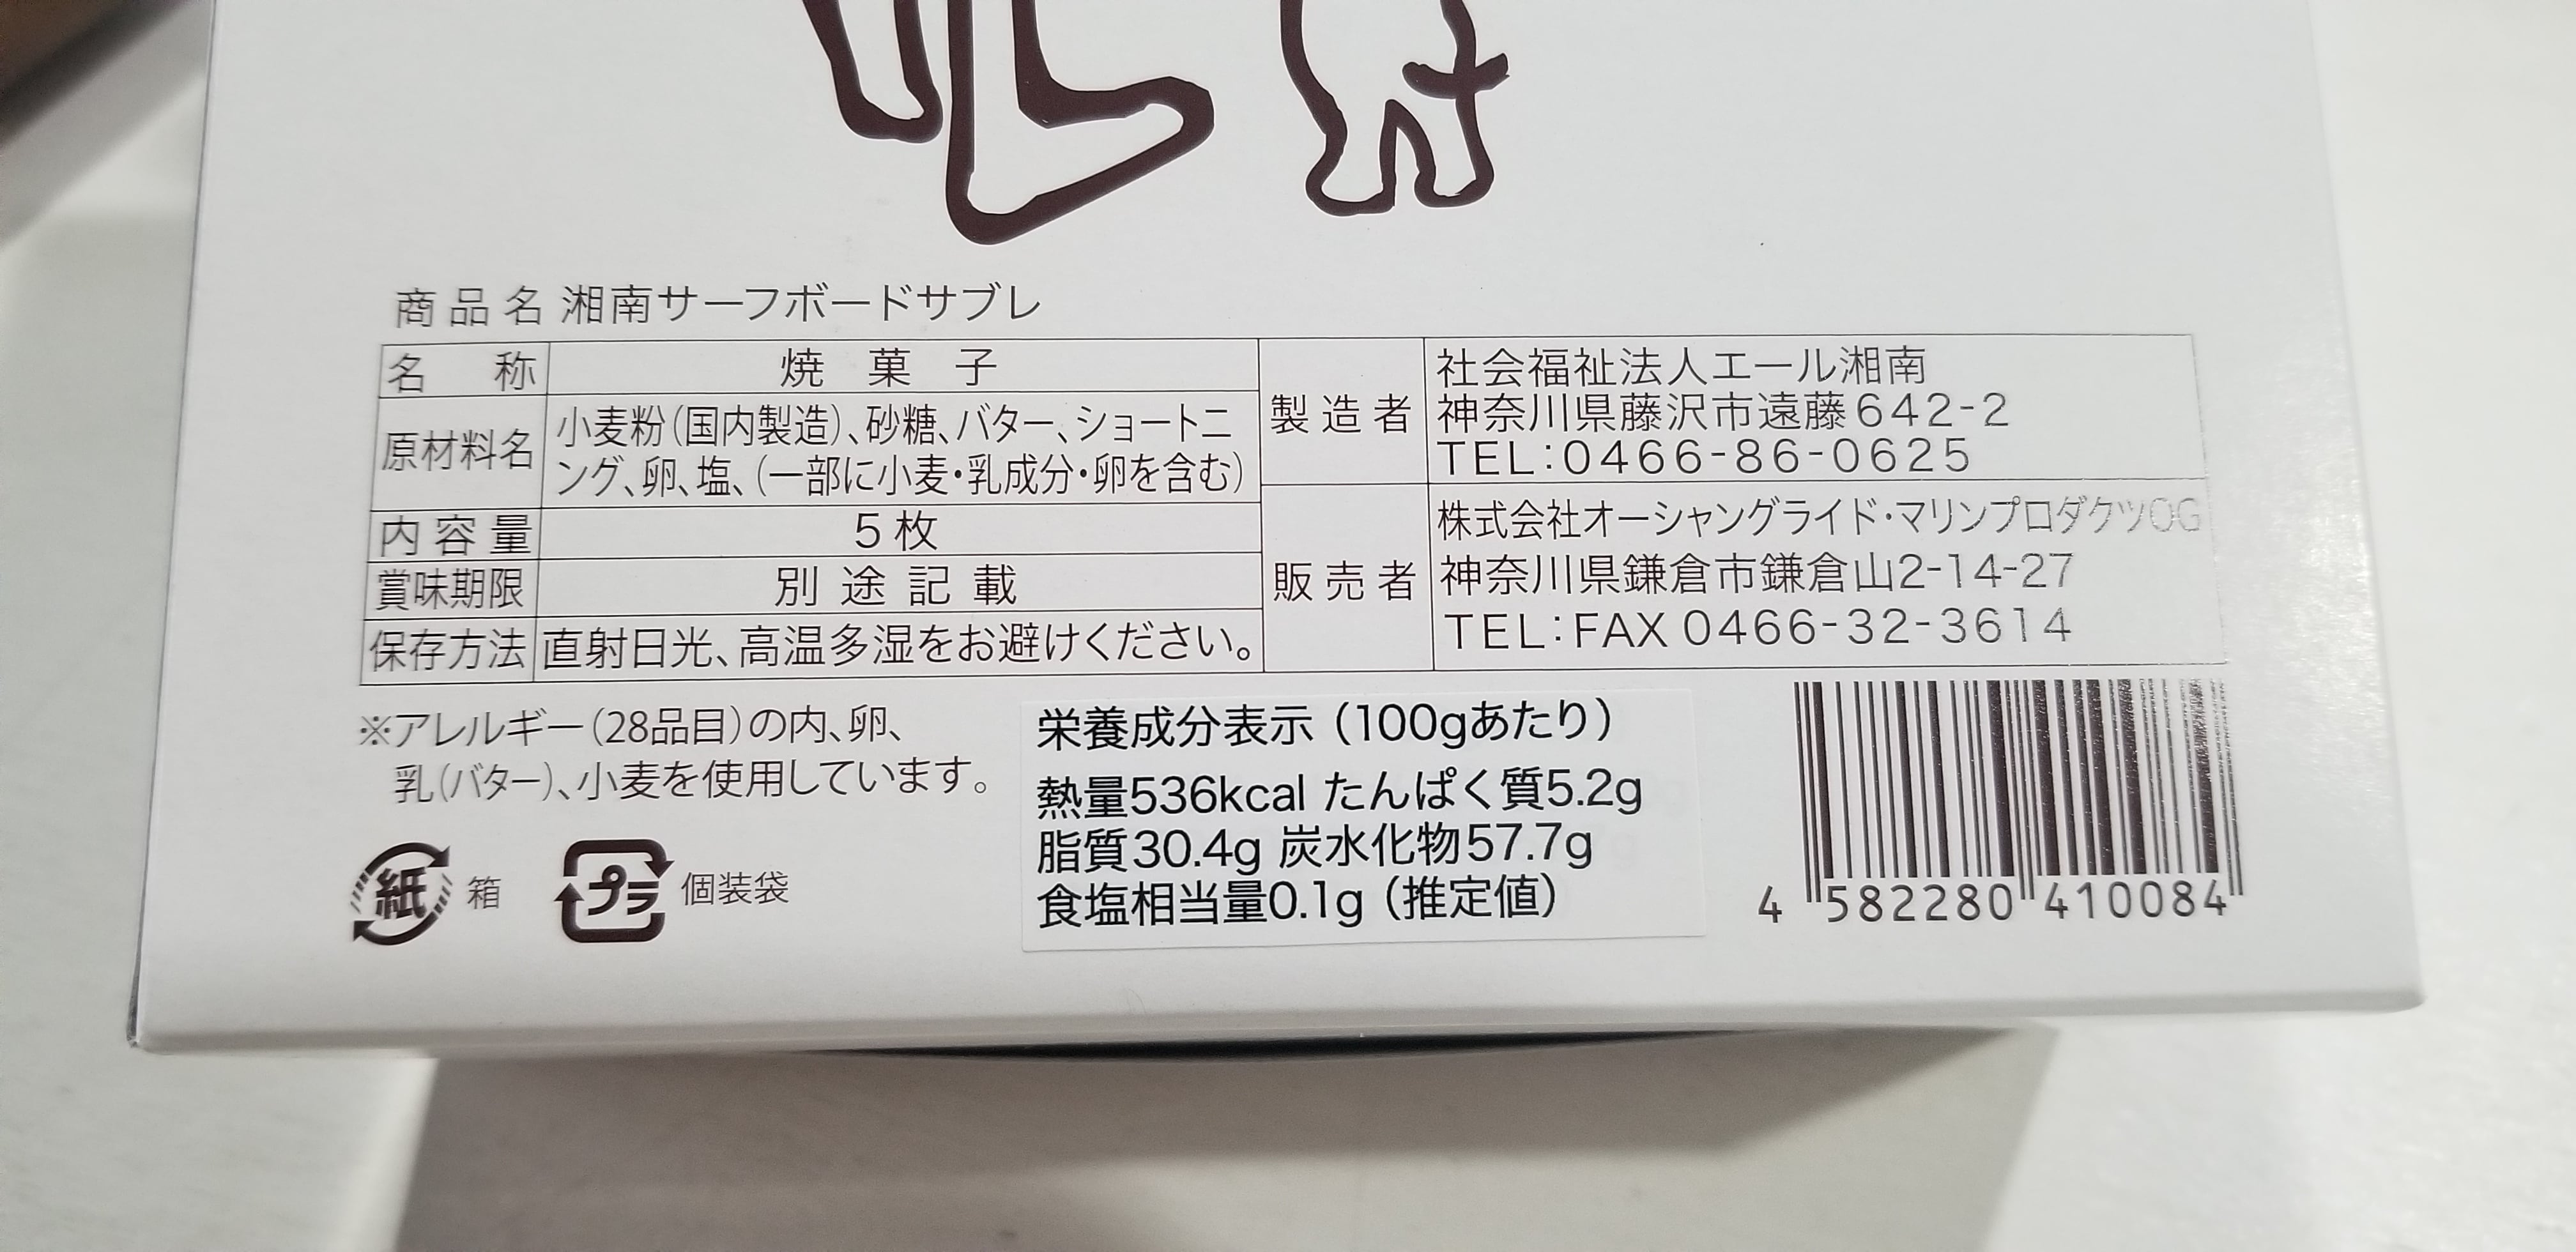 商品名 湘南サーフボードサブレ
名称 焼菓子
原材料名 小麦粉(国内製造)、砂糖、バター、ショートニ
ング、卵、塩、(一部に小麦・乳成分・卵を含む)
内容量 5枚
賞味期限 別途記載
保存方法 直射日光、高温多湿をお避けください。
製造者 社会福祉法人エール湘南
神奈川県藤沢市遠藤642-2
TEL:0466-86-0625
販売者 株式会社オーシャングライド・マリンプロダクツOG
神奈川県鎌倉市鎌倉山2-14-27
TEL:FAX 0466-32-3614
※アレルギー(28品目)の内、卵、
乳(バター)、小麦を使用しています。
紙 箱 プラ 個装袋
栄養成分表示(100gあたり)
熱量536kcal たんぱく質5.2g
脂質30.4g 炭水化物57.7g
食塩相当量0.1g(推定値)
4 582280 410084